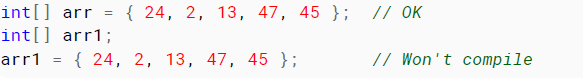 int[] arr = { 24, 2, 13, 47, 45 };  // OK
int[] arr1;
arr1 = { 24, 2, 13, 47, 45 };       // Won't compile